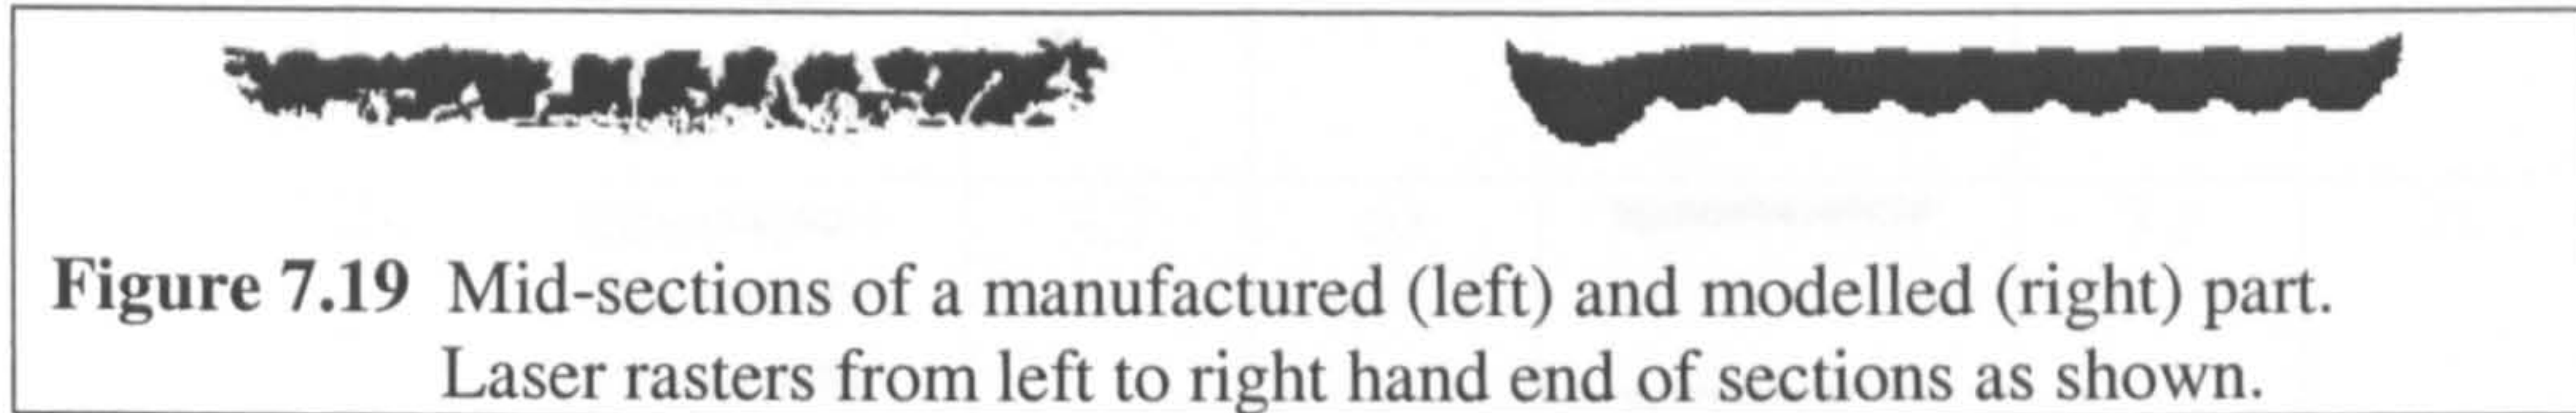 Figure 7.19 Mid-sections of a manufactured (left) and modelled (right) part.
Laser rasters from left to right hand end of sections as shown.